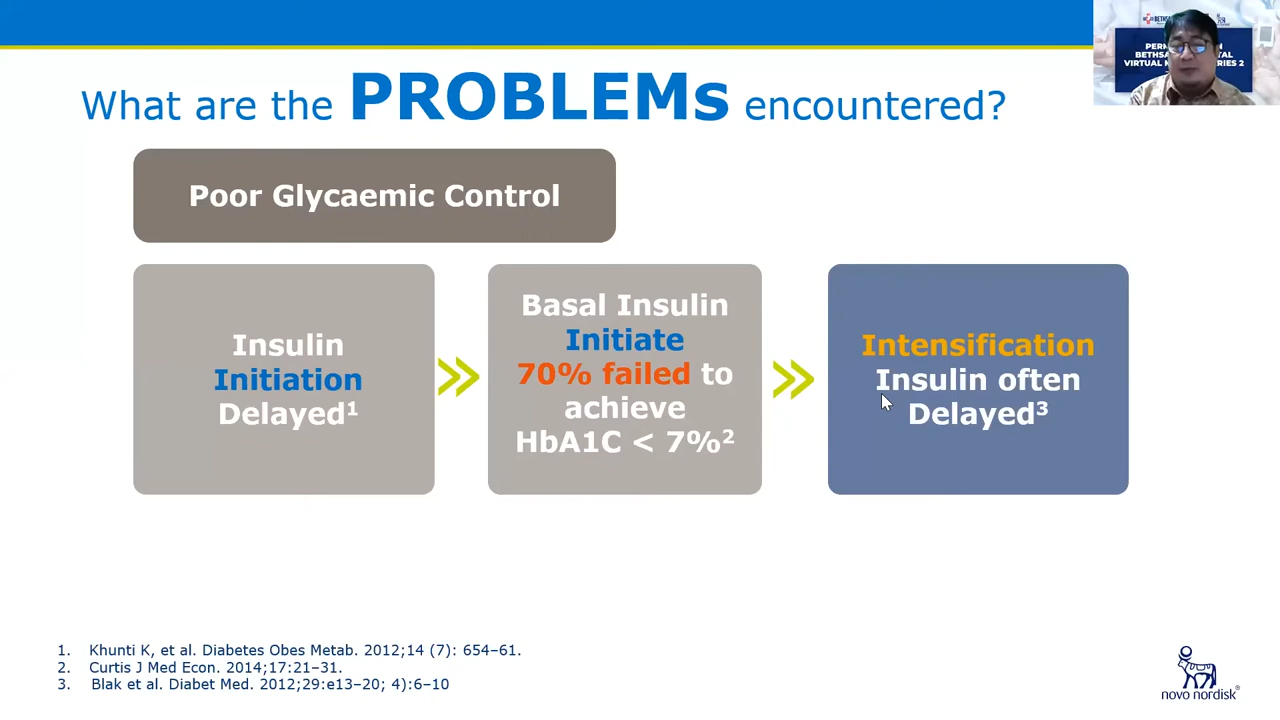 What are the PROBLEMs encountered?
Poor Glycaemic Control
Insulin
Initiation
Delayed1
Basal Insulin
Initiate
70% failed to
achieve
HbA1C < 7%2
Intensification
Insulin often
Delayed3
1. Khunti K, et al. Diabetes Obes Metab. 2012;14 (7): 654–61.
2. Curtis J Med Econ. 2014;17:21–31.
3. Blak et al. Diabet Med. 2012;29:e13–20; 4):6–10
novo nordisk®